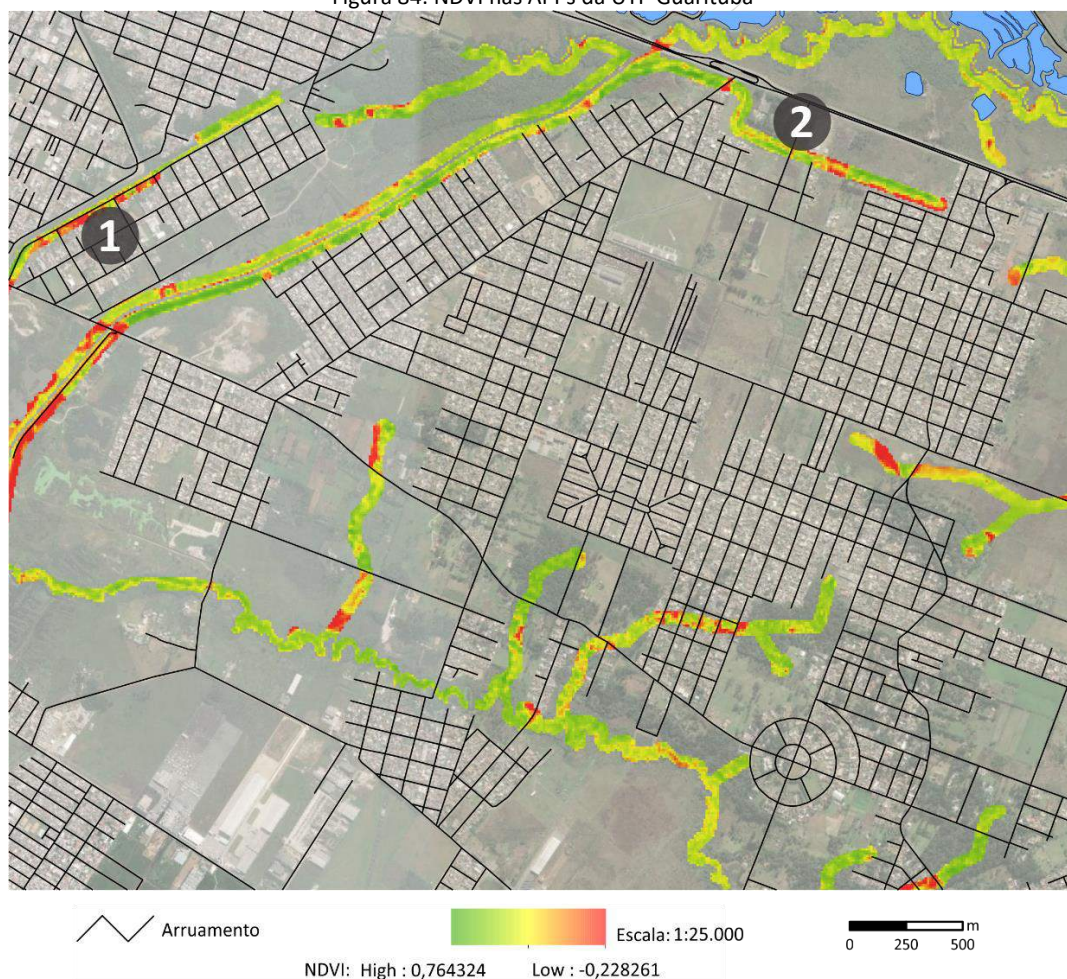 Figura 84: NDVI nas APPs da UTP Guarituba
2
1
Arruamento
Escala: 1:25.000
m
0 250 500
NDVI: High : 0,764324 Low : -0,228261